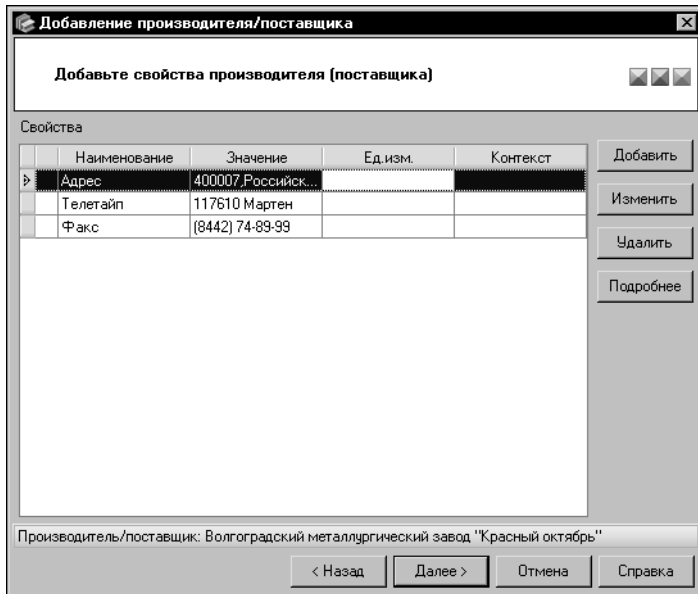 Добавление производителя/поставщика
Добавьте свойства производителя (поставщика)
Свойства
Наименование Значение Ед.изм. Контекст
Адрес 400007,Российск...
Телетайп 117610 Мартен
Факс (8442) 74-89-99
Добавить
Изменить
Удалить
Подробнее
Производитель/поставщик: Волгоградский металлургический завод "Красный октябрь"
< Назад Далее > Отмена Справка